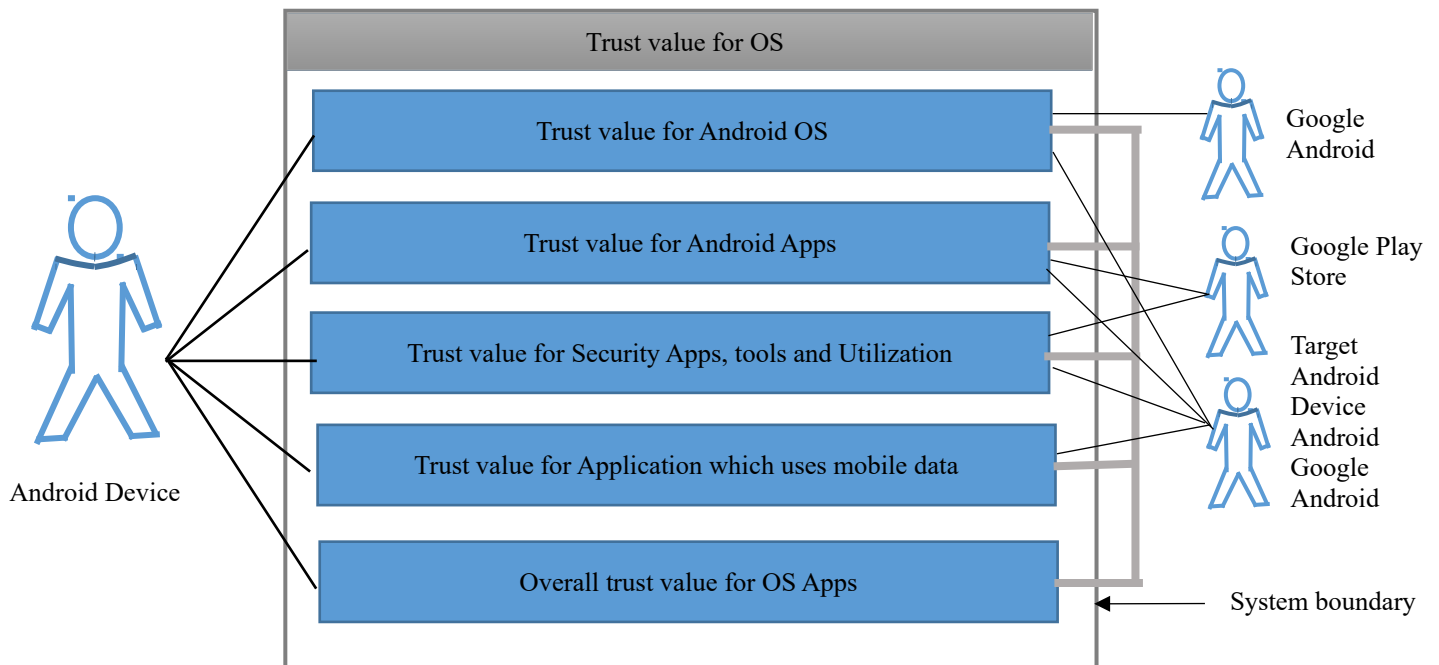 Trust value for OS
Trust value for Android OS
Google
Android
Trust value for Android Apps
Google Play
Store
Trust value for Security Apps, tools and Utilization
Target
Android
Device
Android
Google
Android
Trust value for Application which uses mobile data
Android Device
Overall trust value for OS Apps
System boundary